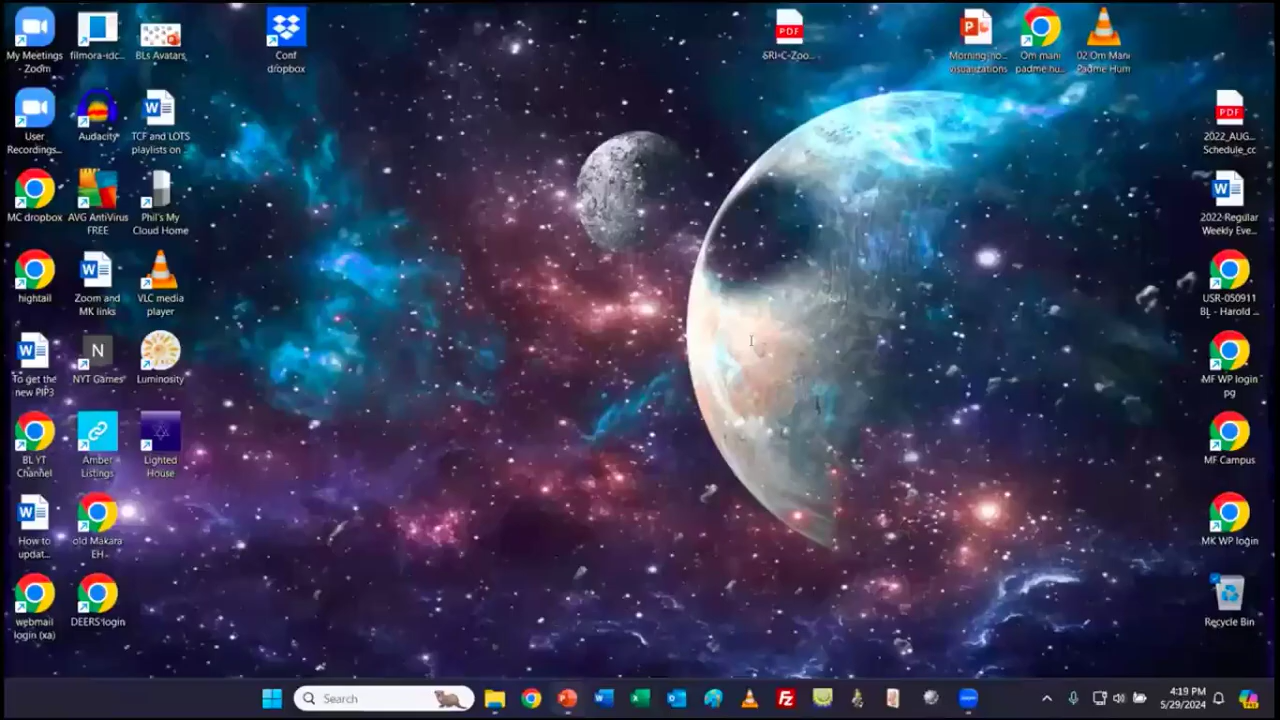 My Meetings
- Zoom
filmora-idc...
BLs Avatars
Conf
dropbox
PDF
SRI-C-Zoo...
Morning, no...
visualizations
Om mani
padme hu...
02 Om Mani
Padme Hum
User
Recordings...
Audacity
TCF and LOTS
playlists on ...
PDF
2022_AUG...
Schedule_cc
MC dropbox
AVG AntiVirus
FREE
Phil's My
Cloud Home
2022 Regular
Weekly Eve...
hightail
Zoom and
MK links
VLC media
player
USR-050911
BL - Harold ...
To get the
new PIP3
N
NYT Games
Luminosity
MF WP login
pg
BL YT
Channel
Amber
Listings
Lighted
House
MF Campus
How to
updat...
old Makara
EH
MK WP login
webmail
login (xa)
DEERS login
Recycle Bin
Search
4:19 PM
5/29/2024